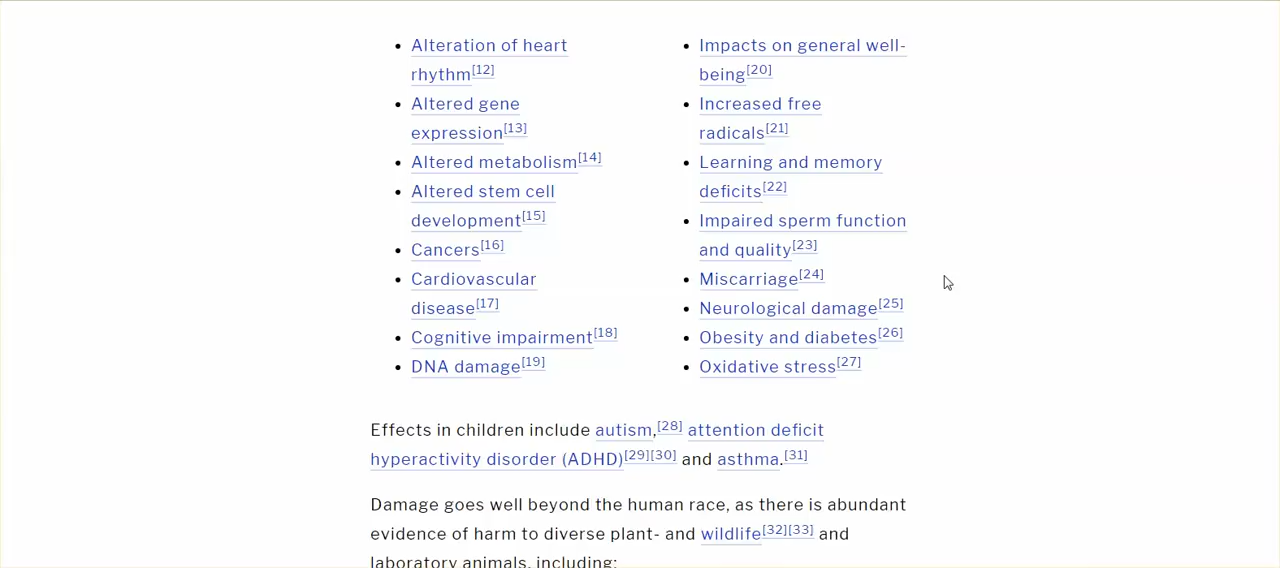 Alteration of heart
rhythm[12]
Altered gene
expression[13]
Altered metabolism[14]
Altered stem cell
development[15]
Cancers[16]
Cardiovascular
disease[17]
Cognitive impairment[18]
DNA damage[19]
Impacts on general well-
being[20]
Increased free
radicals[21]
Learning and memory
deficits[22]
Impaired sperm function
and quality[23]
Miscarriage[24]
Neurological damage[25]
Obesity and diabetes[26]
Oxidative stress[27]
Effects in children include autism,[28] attention deficit
hyperactivity disorder (ADHD)[29][30] and asthma.[31]
Damage goes well beyond the human race, as there is abundant
evidence of harm to diverse plant- and wildlife[32][33] and
laboratory animals, including: